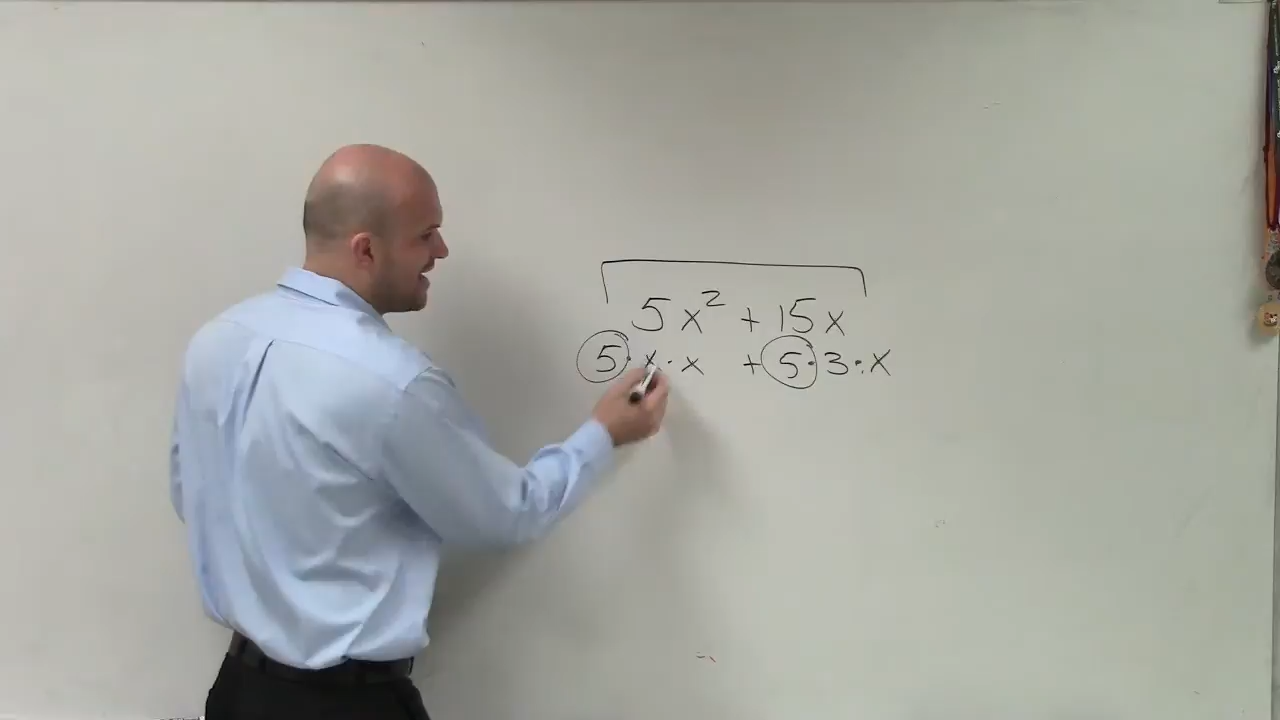 5x² + 15x
5·x·x + 5·3·x